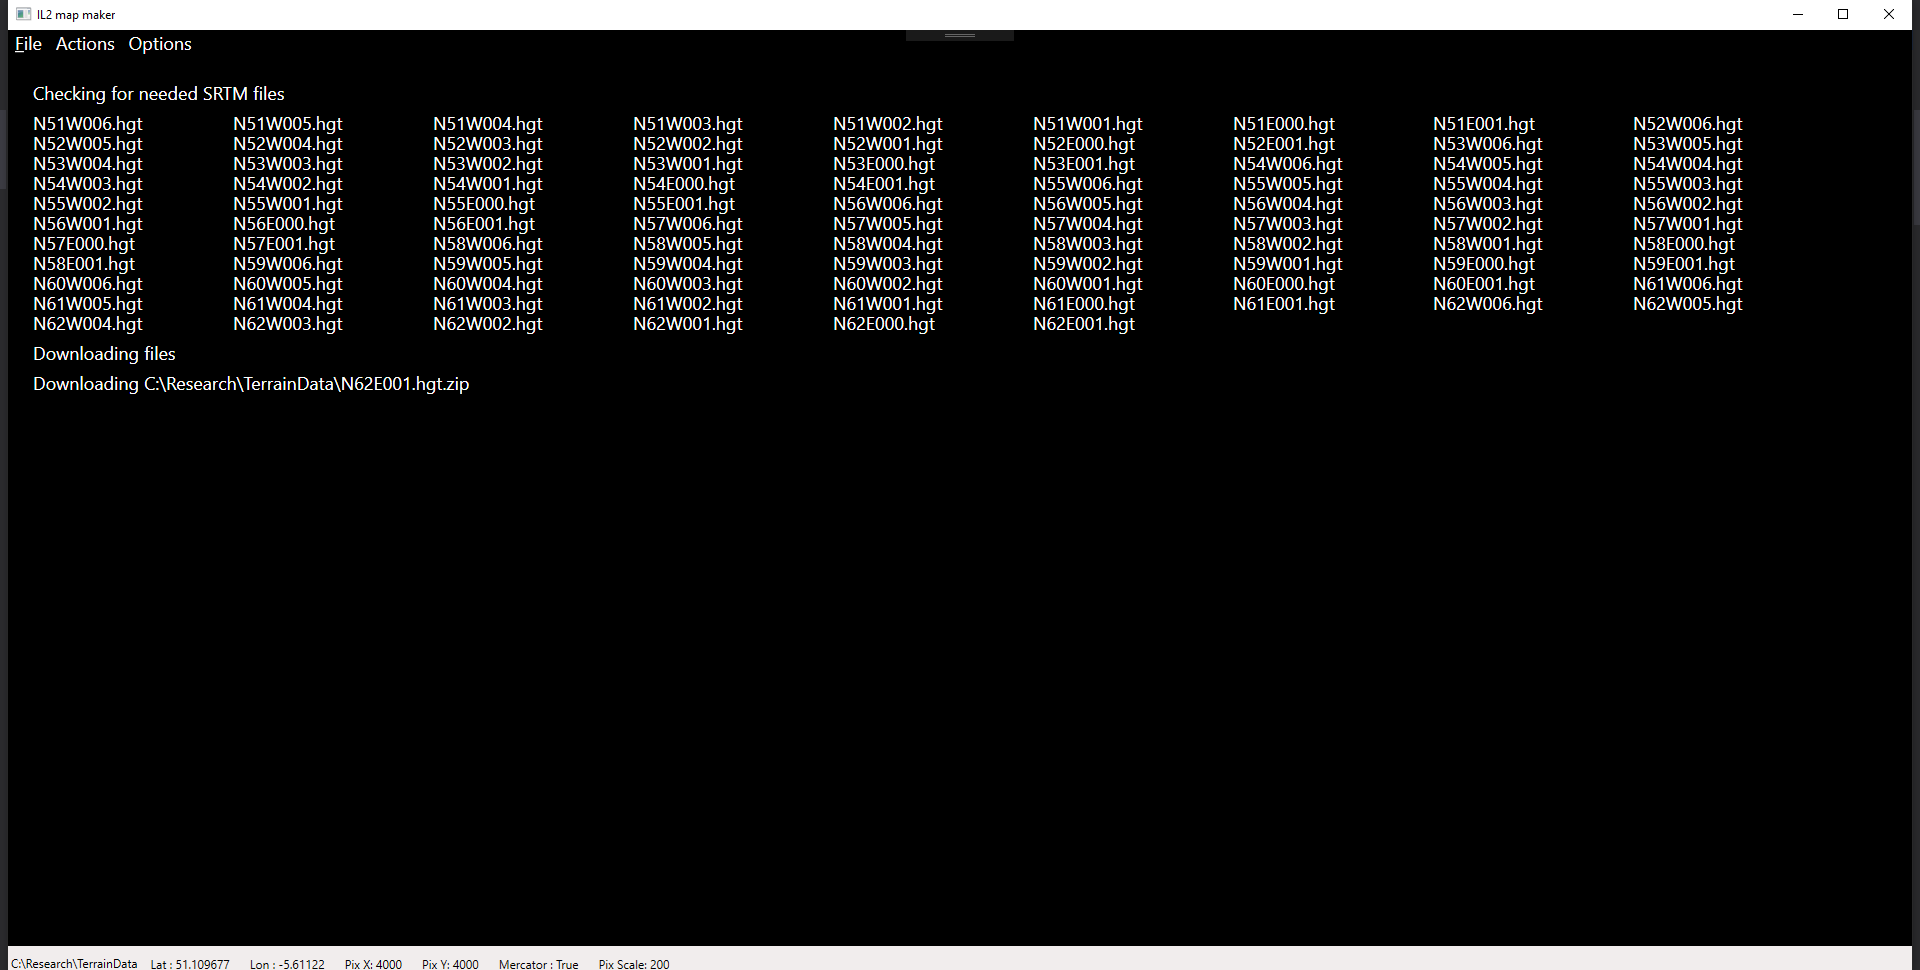 IL2 map maker
File Actions Options
Checking for needed SRTM files
N51W006.hgt N51W005.hgt N51W004.hgt N51W003.hgt N51W002.hgt N51W001.hgt N51E000.hgt N51E001.hgt N52W006.hgt
N52W005.hgt N52W004.hgt N52W003.hgt N52W002.hgt N52W001.hgt N52E000.hgt N52E001.hgt N53W006.hgt N53W005.hgt
N53W004.hgt N53W003.hgt N53W002.hgt N53W001.hgt N53E000.hgt N53E001.hgt N54W006.hgt N54W005.hgt N54W004.hgt
N54W003.hgt N54W002.hgt N54W001.hgt N54E000.hgt N54E001.hgt N55W006.hgt N55W005.hgt N55W004.hgt N55W003.hgt
N55W002.hgt N55W001.hgt N55E000.hgt N55E001.hgt N56W006.hgt N56W005.hgt N56W004.hgt N56W003.hgt N56W002.hgt
N56W001.hgt N56E000.hgt N56E001.hgt N57W006.hgt N57W005.hgt N57W004.hgt N57W003.hgt N57W002.hgt N57W001.hgt
N57E000.hgt N57E001.hgt N58W006.hgt N58W005.hgt N58W004.hgt N58W003.hgt N58W002.hgt N58W001.hgt N58E000.hgt
N58E001.hgt N59W006.hgt N59W005.hgt N59W004.hgt N59W003.hgt N59W002.hgt N59W001.hgt N59E000.hgt N59E001.hgt
N60W006.hgt N60W005.hgt N60W004.hgt N60W003.hgt N60W002.hgt N60W001.hgt N60E000.hgt N60E001.hgt N61W006.hgt
N61W005.hgt N61W004.hgt N61W003.hgt N61W002.hgt N61W001.hgt N61E000.hgt N61E001.hgt N62W006.hgt N62W005.hgt
N62W004.hgt N62W003.hgt N62W002.hgt N62W001.hgt N62E000.hgt N62E001.hgt
Downloading files
Downloading C:\Research\TerrainData\N62E001.hgt.zip
C:\Research\TerrainData Lat : 51.109677 Lon : -5.61122 Pix X: 4000 Pix Y: 4000 Mercator : True Pix Scale: 200